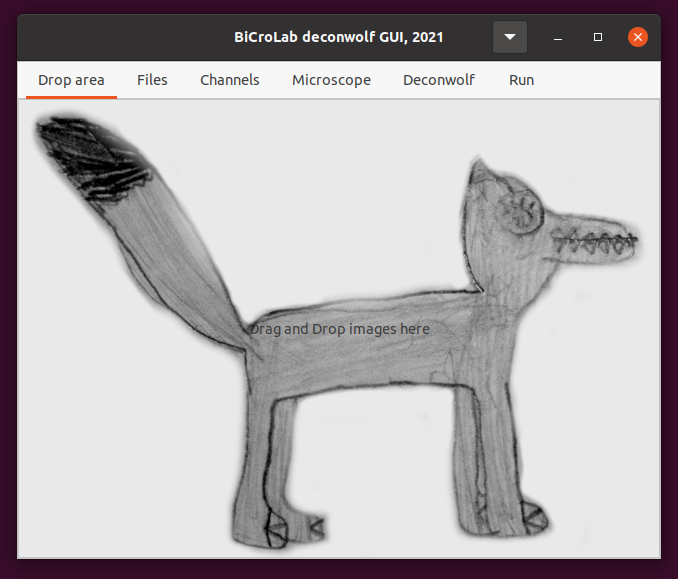 BiCroLab deconwolf GUI, 2021
Drop area Files Channels Microscope Deconwolf Run
Drag and Drop images here